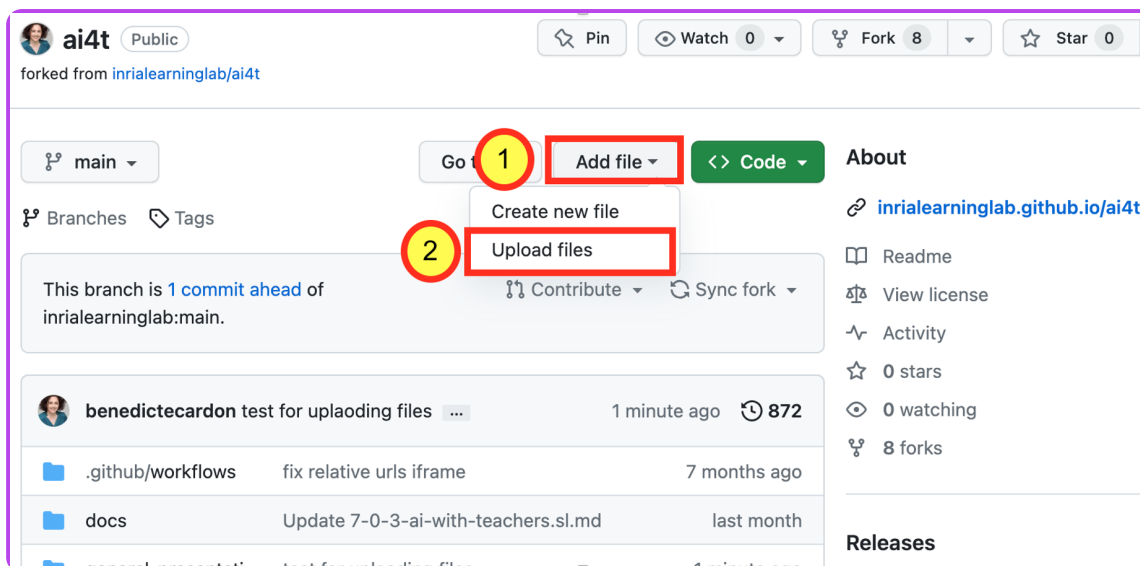 ai4t Public
Pin
Watch 0
Fork 8
Star 0
forked from inrialearninglab/ai4t
main
Go
1
Add file
Code
Create new file
2
Upload files
Branches
Tags
This branch is 1 commit ahead of
inrialearninglab:main.
Contribute
Sync fork
benedictecardon test for uplaoding files ...
1 minute ago
872
.github/workflows
fix relative urls iframe
7 months ago
docs
Update 7-0-3-ai-with-teachers.sl.md
last month
About
inrialearninglab.github.io/ai4t
Readme
View license
Activity
0 stars
0 watching
8 forks
Releases